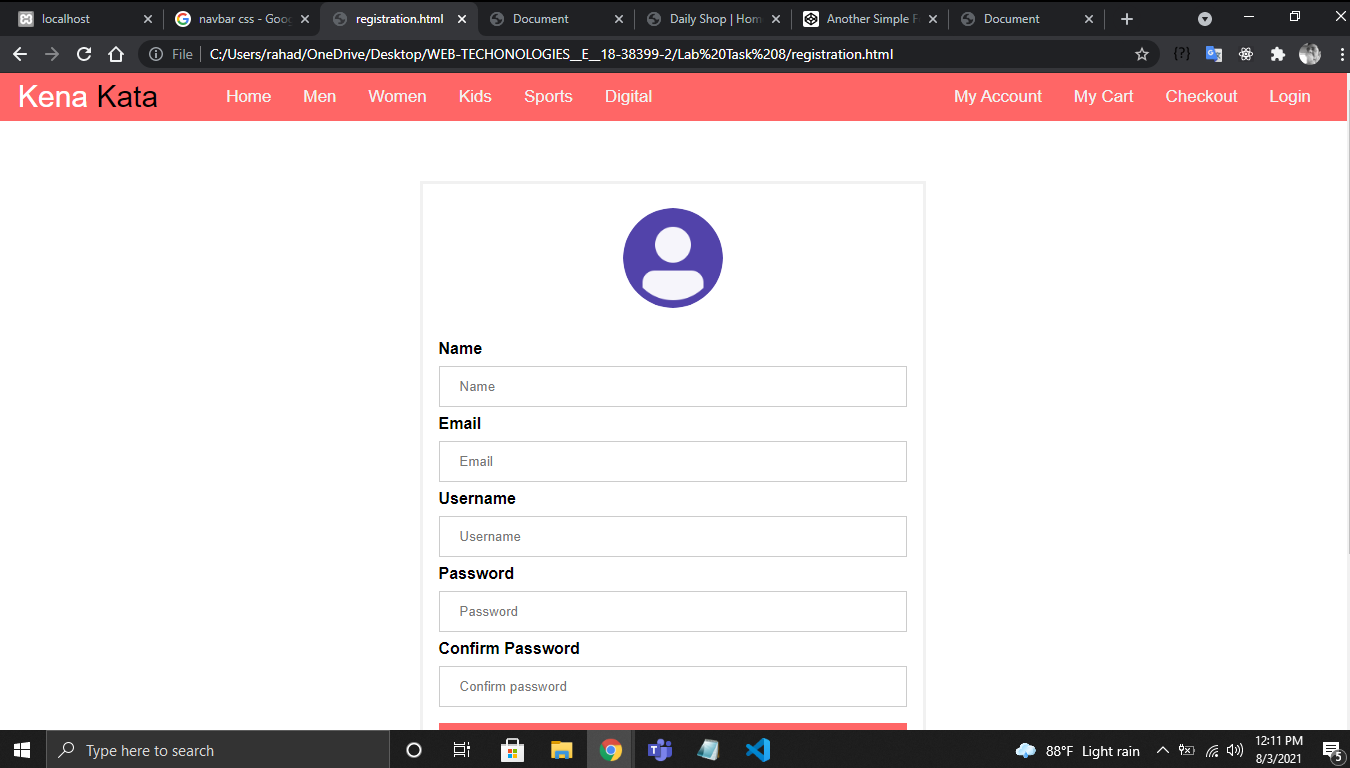 localhost
navbar css - Goo
registration.html
Document
Daily Shop | Hom
Another Simple F
Document
File
C:/Users/rahad/OneDrive/Desktop/WEB-TECHONOLOGIES__E__18-38399-2/Lab%20Task%208/registration.html
{?}
Kena Kata
Home
Men
Women
Kids
Sports
Digital
My Account
My Cart
Checkout
Login
Name
Name
Email
Email
Username
Username
Password
Password
Confirm Password
Confirm password
Type here to search
88°F Light rain
12:11 PM
8/3/2021
5